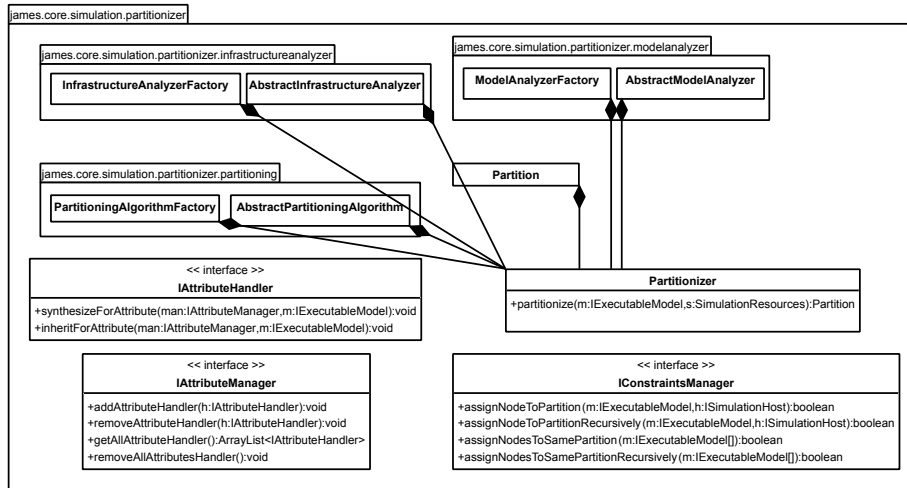 james.core.simulation.partitionizer
james.core.simulation.partitionizer.infrastructureanalyzer
InfrastructureAnalyzerFactory
AbstractInfrastructureAnalyzer
james.core.simulation.partitionizer.modelanalyzer
ModelAnalyzerFactory
AbstractModelAnalyzer
james.core.simulation.partitionizer.partitioning
PartitioningAlgorithmFactory
AbstractPartitioningAlgorithm
Partition
<< interface >>
IAttributeHandler
+synthesizeForAttribute(man:IAttributeManager,m:IExecutableModel):void
+inheritForAttribute(man:IAttributeManager,m:IExecutableModel):void
Partitionizer
+partitionize(m:IExecutableModel,s:SimulationResources):Partition
<< interface >>
IAttributeManager
+addAttributeHandler(h:IAttributeHandler):void
+removeAttributeHandler(h:IAttributeHandler):void
+getAllAttributeHandler():ArrayList<IAttributeHandler>
+removeAllAttributesHandler():void
<< interface >>
IConstraintsManager
+assignNodeToPartition(m:IExecutableModel,h:ISimulationHost):boolean
+assignNodeToPartitionRecursively(m:IExecutableModel,h:ISimulationHost):boolean
+assignNodesToSamePartition(m:IExecutableModel[]):boolean
+assignNodesToSamePartitionRecursively(m:IExecutableModel[]):boolean